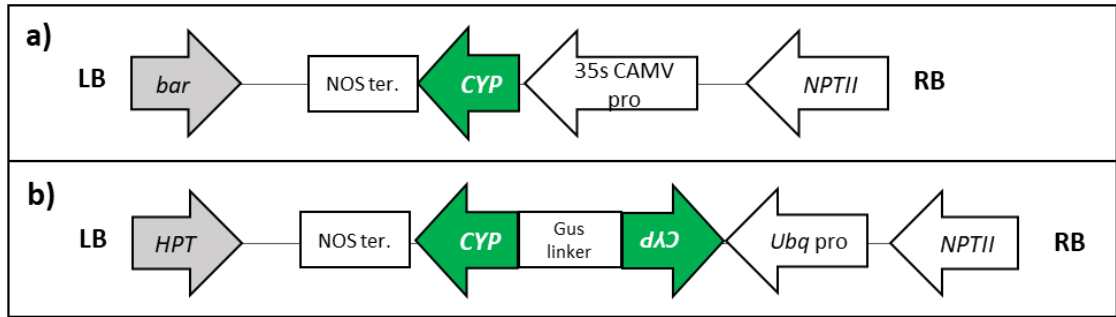 a)
LB
bar
NOS ter.
CYP
35s CAMV
pro
NPTII
RB
b)
LB
HPT
NOS ter.
CYP
Gus
linker
CYP
Ubq pro
NPTII
RB